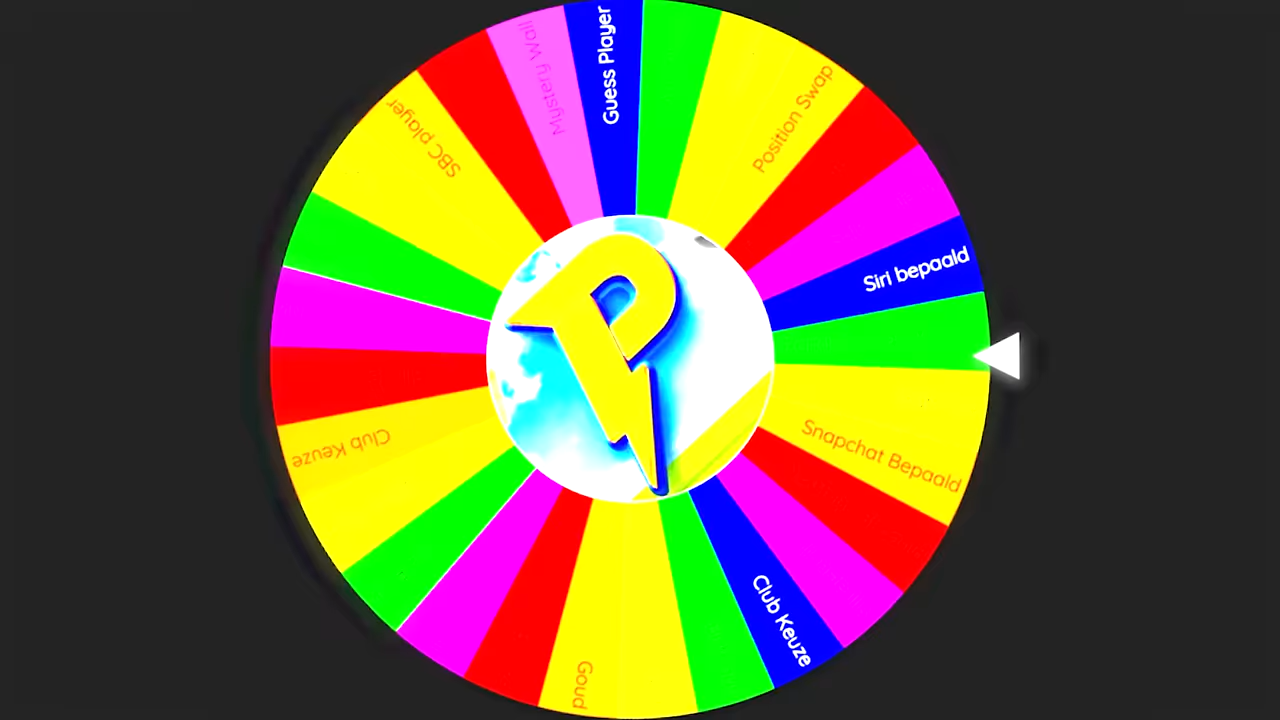 Guess Player
Position Swap
Siri bepaald
Snapchat Bepaald
Club Keuze
Goud
Club Keuze
SBC player
Mystery Wall
P